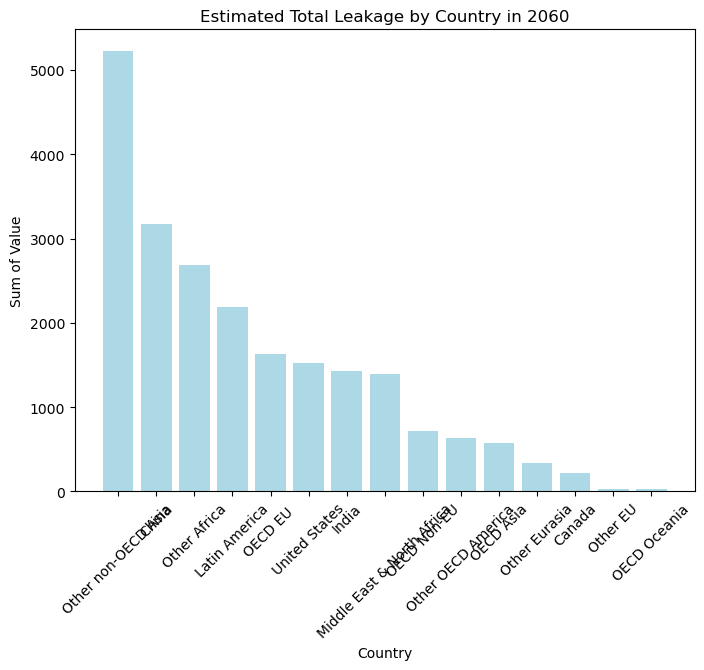 Estimated Total Leakage by Country in 2060
Sum of Value
5000
4000
3000
2000
1000
0
Other non-OECD Asia
China
Other Africa
Latin America
OECD EU
United States
India
Middle East & North Africa
OECD Non-EU
Other OECD America
OECD Asia
Other Eurasia
Canada
Other EU
OECD Oceania
Country